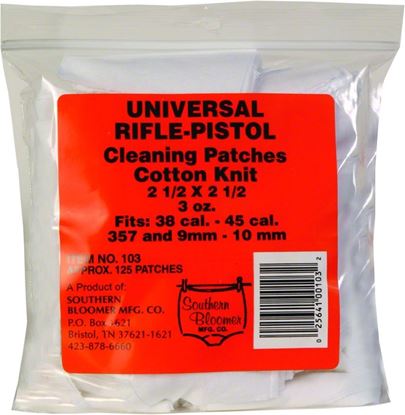 UNIVERSAL
RIFLE-PISTOL
Cleaning Patches
Cotton Knit
2 1/2 X 2 1/2
3 oz.
Fits: 38 cal. - 45 cal.
357 and 9mm - 10 mm
ITEM NO. 103
APPROX. 125 PATCHES
A Product of:
SOUTHERN
BLOOMER MFG. CO.
P.O. Box 1621
Bristol, TN 37621-1621
423-878-6660
Southern
Bloomer
MFG. CO.
0 25641 00103 2